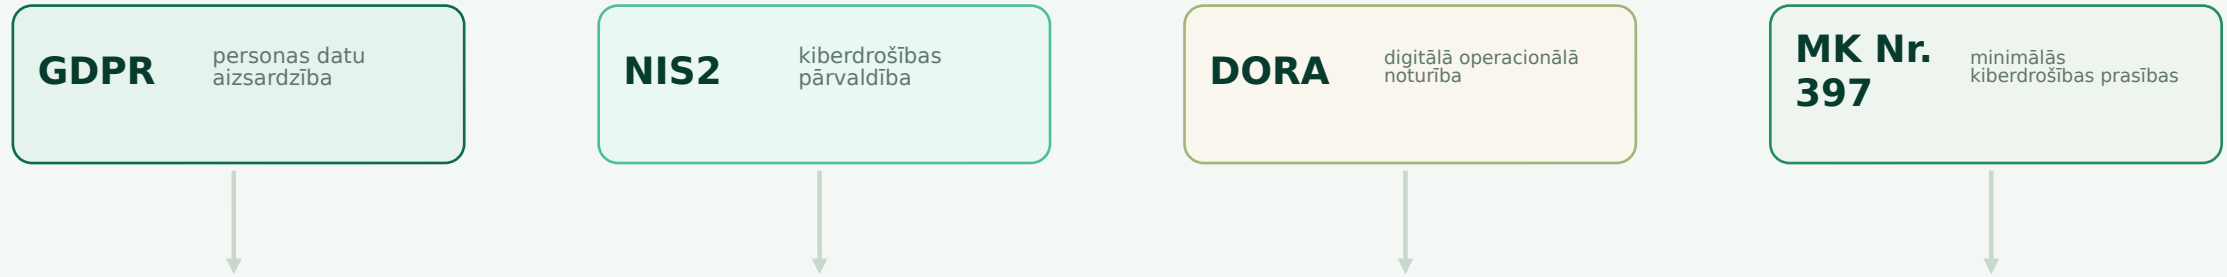 GDPR
personas datu
aizsardzība
NIS2
kiberdrošības
pārvaldība
DORA
digitālā operacionālā
noturība
MK Nr.
397
minimālās
kiberdrošības prasības